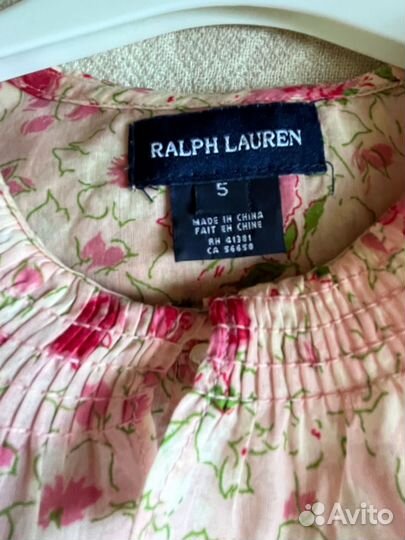 RALPH LAUREN
5
MADE IN CHINA
FAIT EN CHINE
RN 41381
CA 56658
Avito